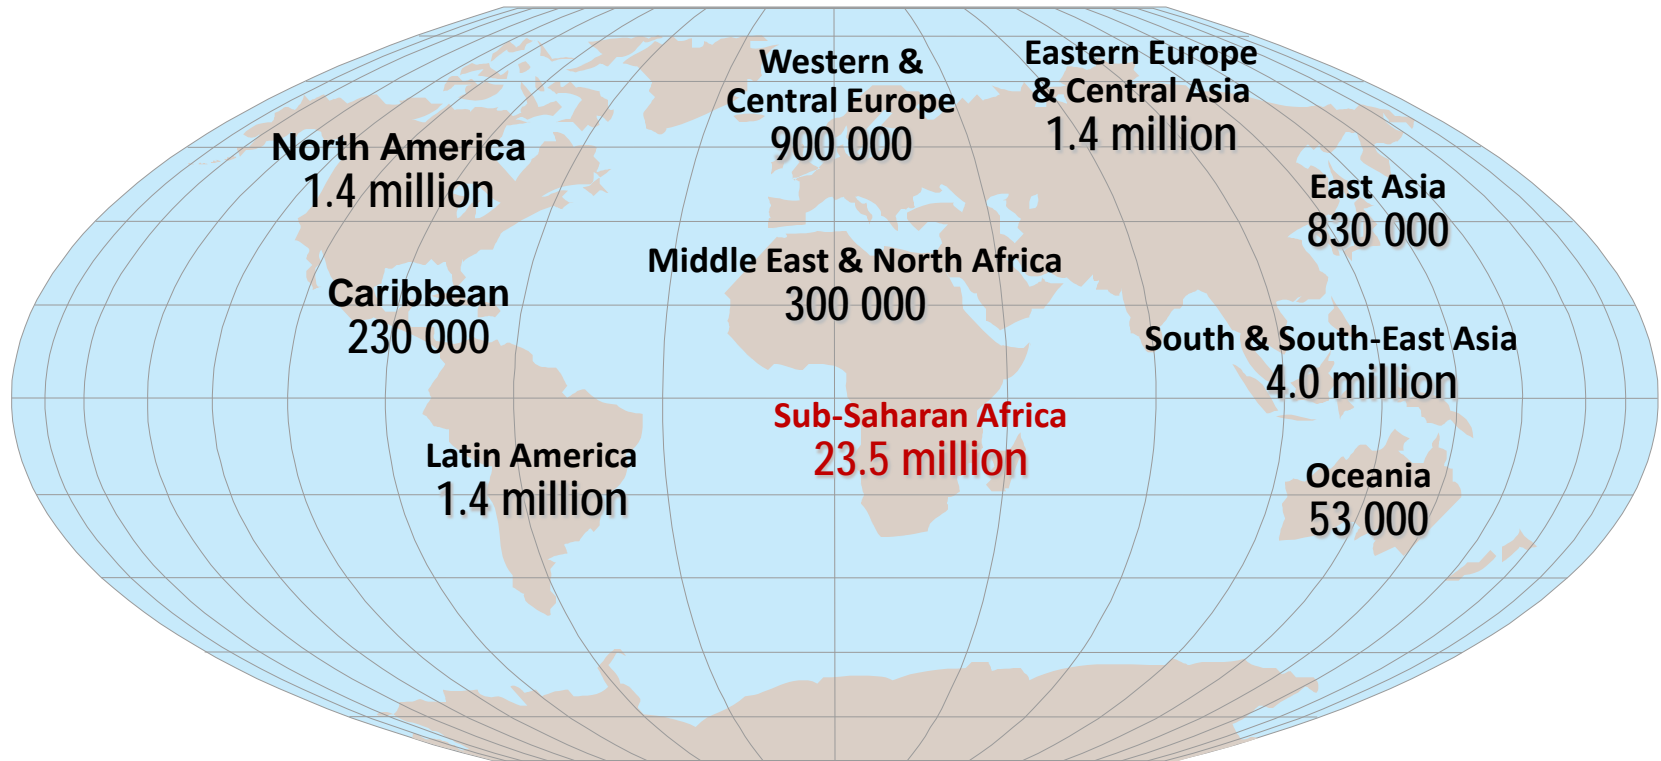 Western &
Central Europe
900 000
Eastern Europe
& Central Asia
1.4 million
North America
1.4 million
East Asia
830 000
Middle East & North Africa
300 000
Caribbean
230 000
South & South-East Asia
4.0 million
Sub-Saharan Africa
23.5 million
Latin America
1.4 million
Oceania
53 000